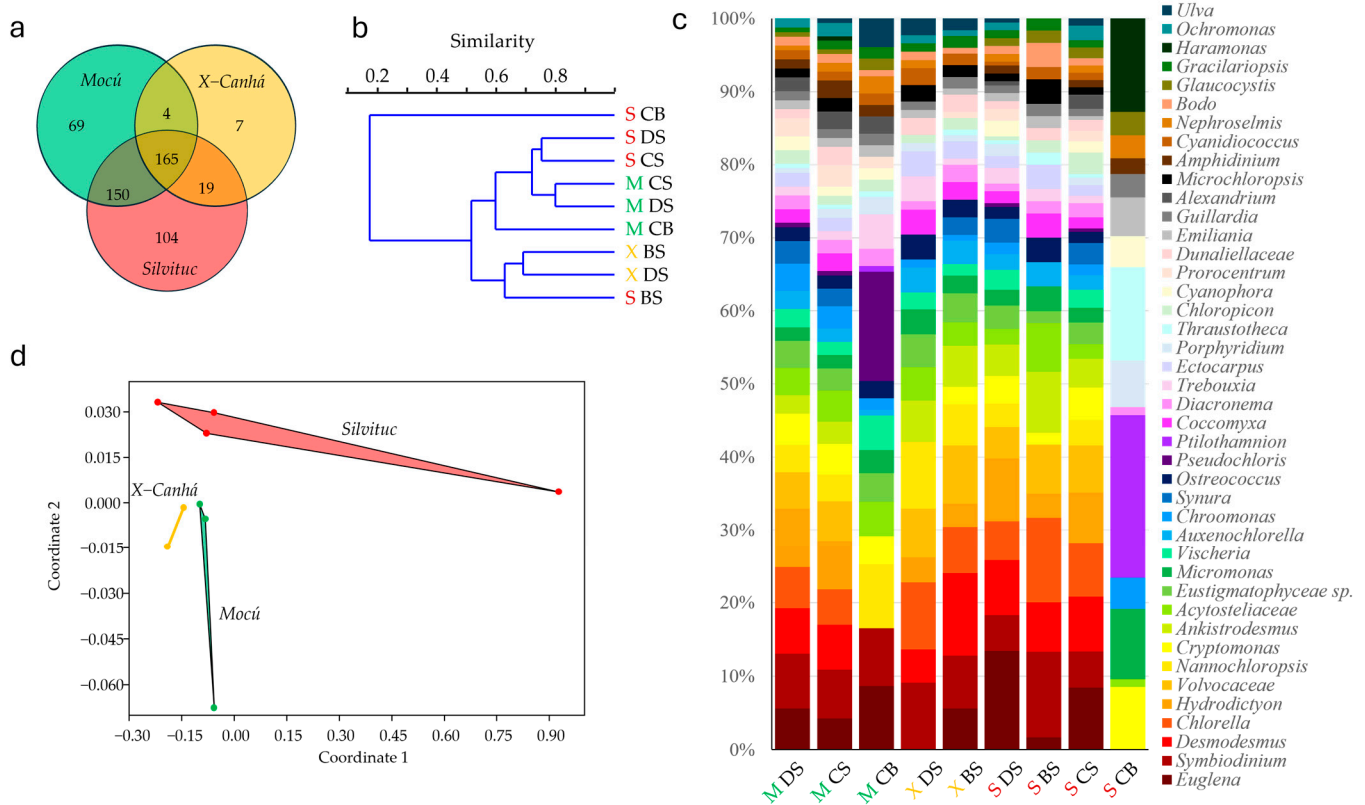 a
Mocú
X-Canhá
69
4
7
165
150
19
104
Silvituc
b
Similarity
0.2
0.4
0.6
0.8
S CB
S DS
S CS
M CS
M DS
M CB
X BS
X DS
S BS
c
100%
90%
80%
70%
60%
50%
40%
30%
20%
10%
0%
M DS
M CS
M CB
X DS
X BS
S DS
S BS
S CS
S CB
Ulva
Ochromonas
Haramonas
Gracilariopsis
Glaucocystis
Bodo
Nephroselmis
Cyanidiococcus
Amphidinium
Microchloropsis
Alexandrium
Guillardia
Emiliania
Dunaliellaceae
Prorocentrum
Cyanophora
Chloropicon
Thraustotheca
Porphyridium
Ectocarpus
Trebouxia
Diacronema
Coccomyxa
Ptilothamnion
Pseudochloris
Ostreococcus
Synura
Chroomonas
Auxenochlorella
Vischeria
Micromonas
Eustigmatophyceae sp.
Acytosteliaceae
Ankistrodesmus
Cryptomonas
Nannochloropsis
Volvocaceae
Hydrodictyon
Chlorella
Desmodesmus
Symbiodinium
Euglena
d
Coordinate 2
0.030
0.015
0.000
−0.015
−0.030
−0.045
−0.060
Silvituc
X−Canhá
Mocú
−0.30
−0.15
0.00
0.15
0.30
0.45
0.60
0.75
0.90
Coordinate 1